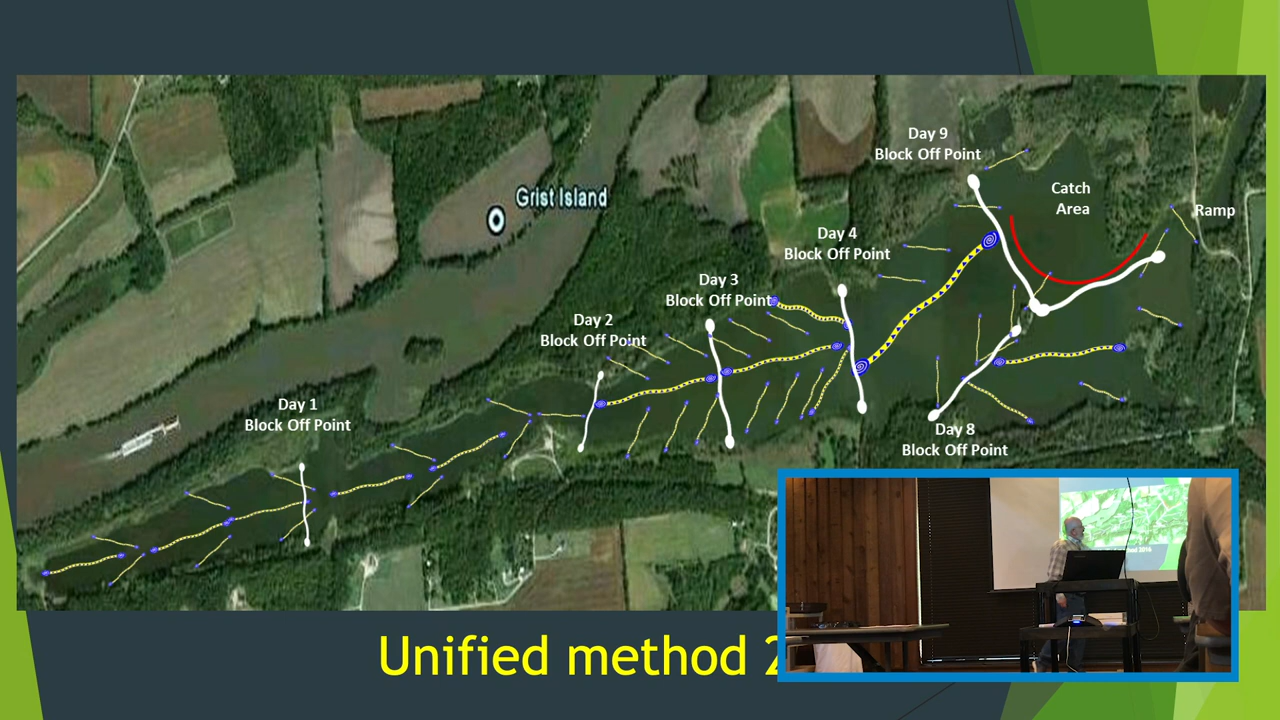 Day 9
Block Off Point
Catch
Area
Grist Island
Ramp
Day 4
Block Off Point
Day 3
Block Off Point
Day 2
Block Off Point
Day 1
Block Off Point
Day 8
Block Off Point
Unified method